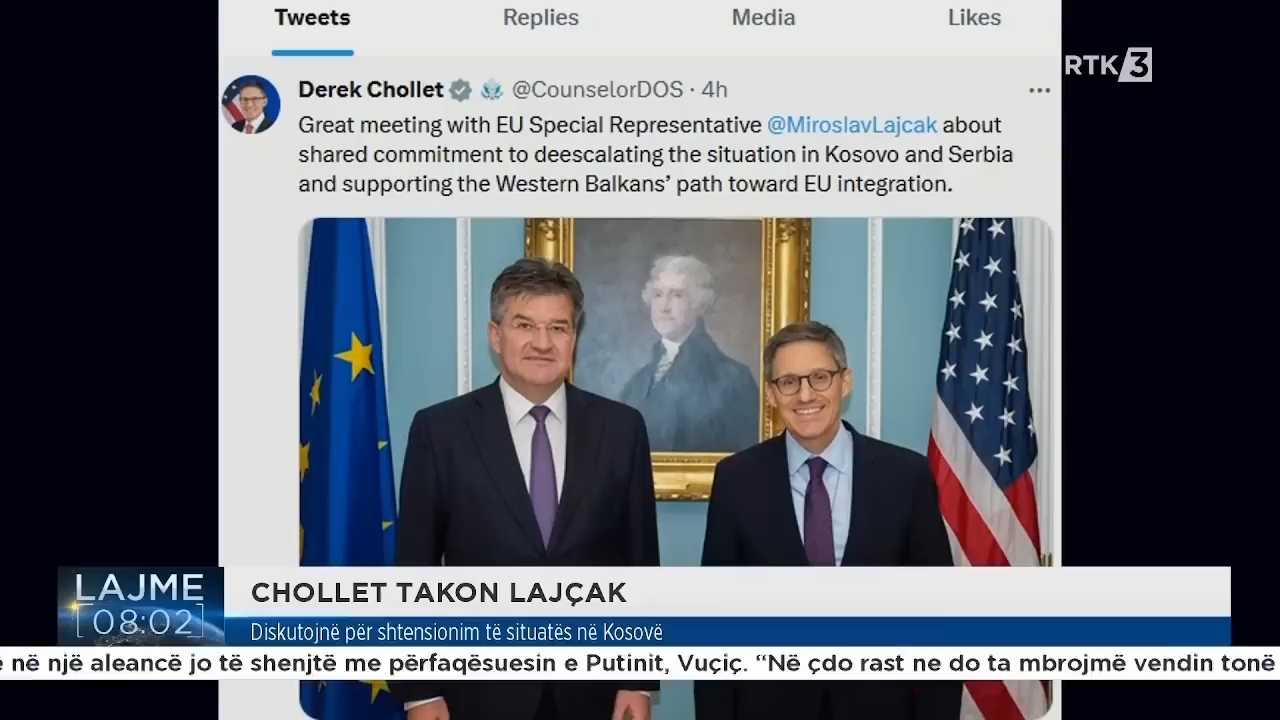 Tweets Replies Media Likes
RTK 3
Derek Chollet @CounselorDOS · 4h
Great meeting with EU Special Representative @MiroslavLajcak about
shared commitment to deescalating the situation in Kosovo and Serbia
and supporting the Western Balkans’ path toward EU integration.
LAJME
08:02
CHOLLET TAKON LAJÇAK
Diskutojnë për shtensionim të situatës në Kosovë
në një aleancë jo të shenjtë me përfaqësuesin e Putinit, Vuçiç. “Në çdo rast ne do ta mbrojmë vendin tonë